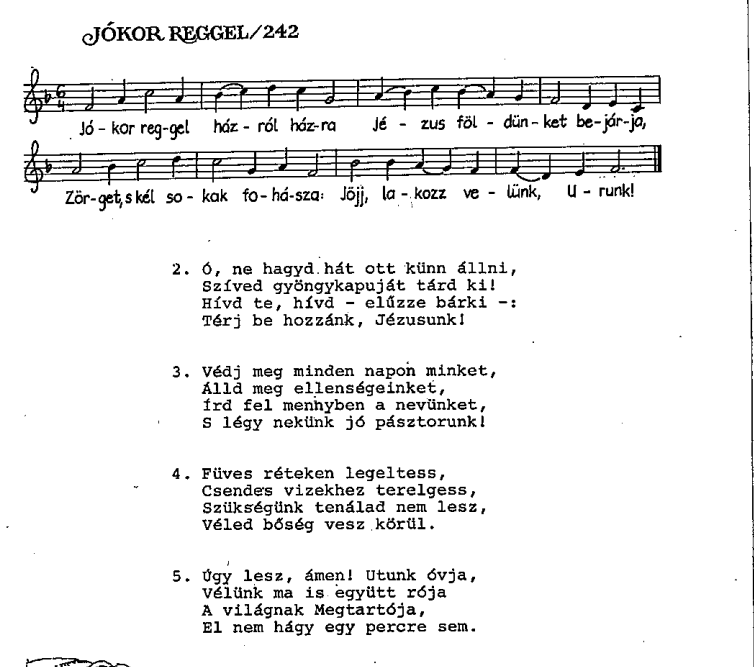 JÓKOR REGGEL/242
Jó - kor reg-gel ház - ról ház-ra Jé - zus föl - dün-ket be-jár-ja,
Zör-get, s kél so - kak fo-há-sza: Jöjj, la - kozz ve - lünk, U - runk!
2. Ó, ne hagyd hát ott künn állni,
Szíved gyöngykapuját tárd ki!
Hívd te, hívd - elűzze bárki -:
Térj be hozzánk, Jézusunk!
3. Védj meg minden napon minket,
Álld meg ellenségeinket,
Írd fel menhyben a nevünket,
S légy nekünk jó pásztorunk!
4. Füves réteken legeltess,
Csendes vizekhez terelgess,
Szükségünk tenálad nem lesz,
Véled bőség vesz körül.
5. Úgy lesz, ámen! Utunk óvja,
Vélünk ma is együtt rója
A világnak Megtartója,
El nem hágy egy percre sem.